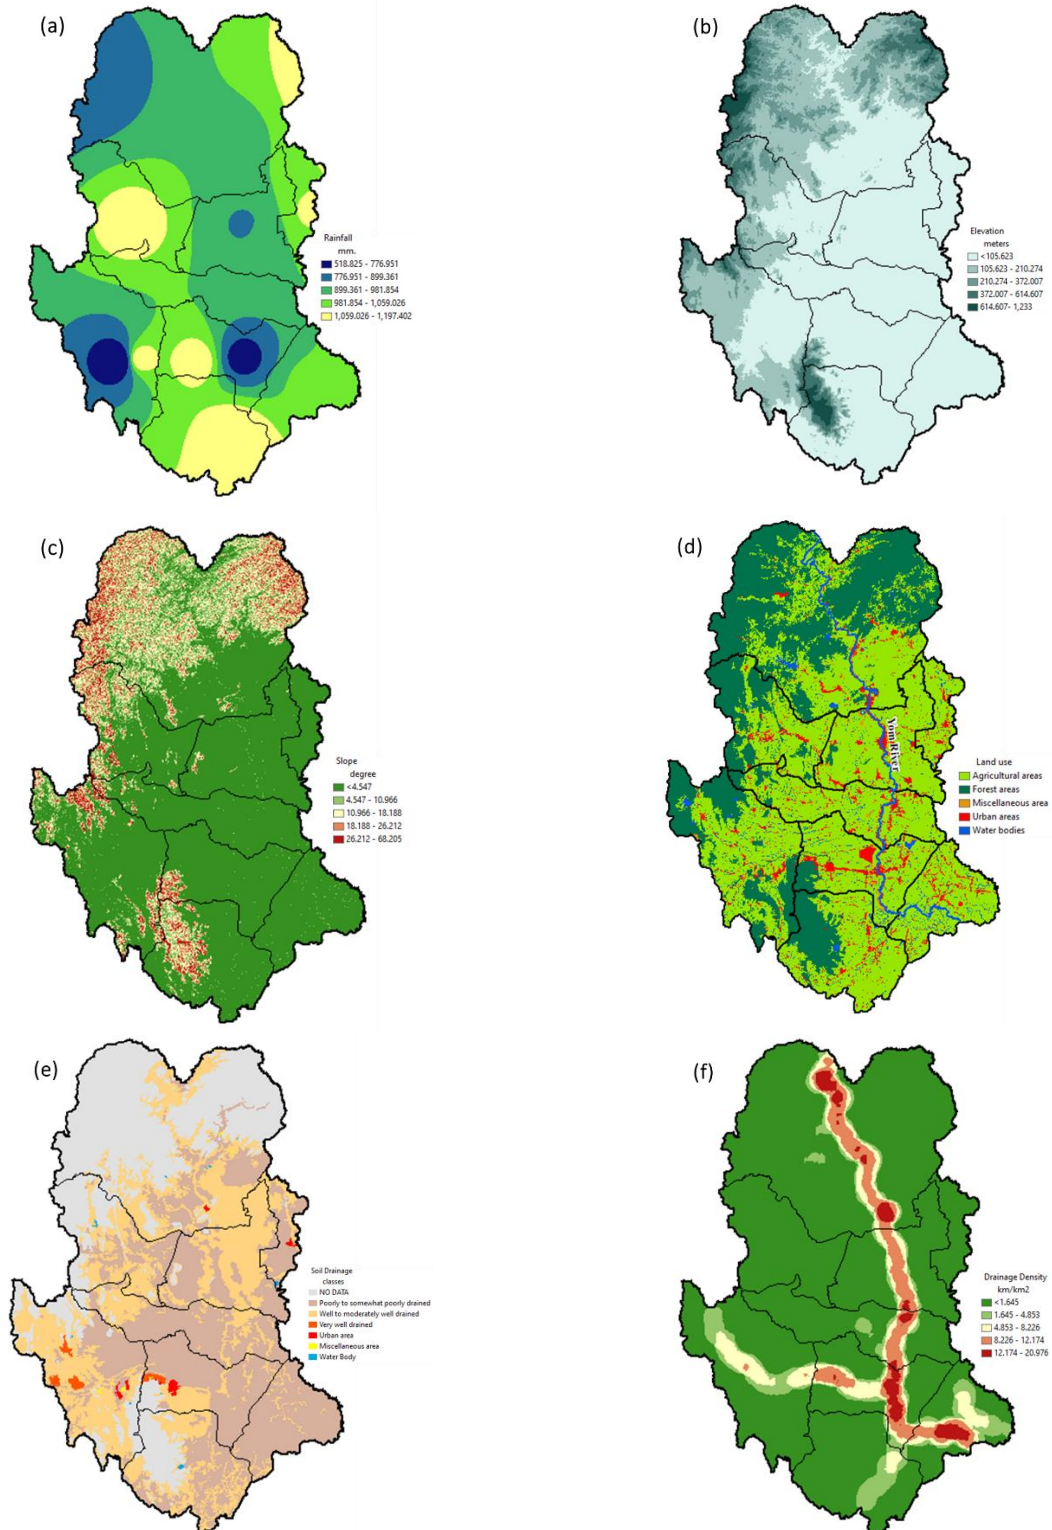 (a)
Rainfall
mm.
518.825 - 776.951
776.951 - 899.361
899.361 - 981.854
981.854 - 1,059.026
1,059.026 - 1,197.402
(b)
Elevation
meters
<105.623
105.623 - 210.274
210.274 - 372.007
372.007 - 614.607
614.607- 1,233
(c)
Slope
degree
<4.547
4.547 - 10.966
10.966 - 18.188
18.188 - 26.212
26.212 - 68.205
(d)
Yom River
Land use
Agricultural areas
Forest areas
Miscellaneous area
Urban areas
Water bodies
(e)
Soil Drainage
classes
NO DATA
Poorly to somewhat poorly drained
Well to moderately well drained
Very well drained
Urban area
Miscellaneous area
Water Body
(f)
Drainage Density
km/km2
<1.645
1.645 - 4.853
4.853 - 8.226
8.226 - 12.174
12.174 - 20.976